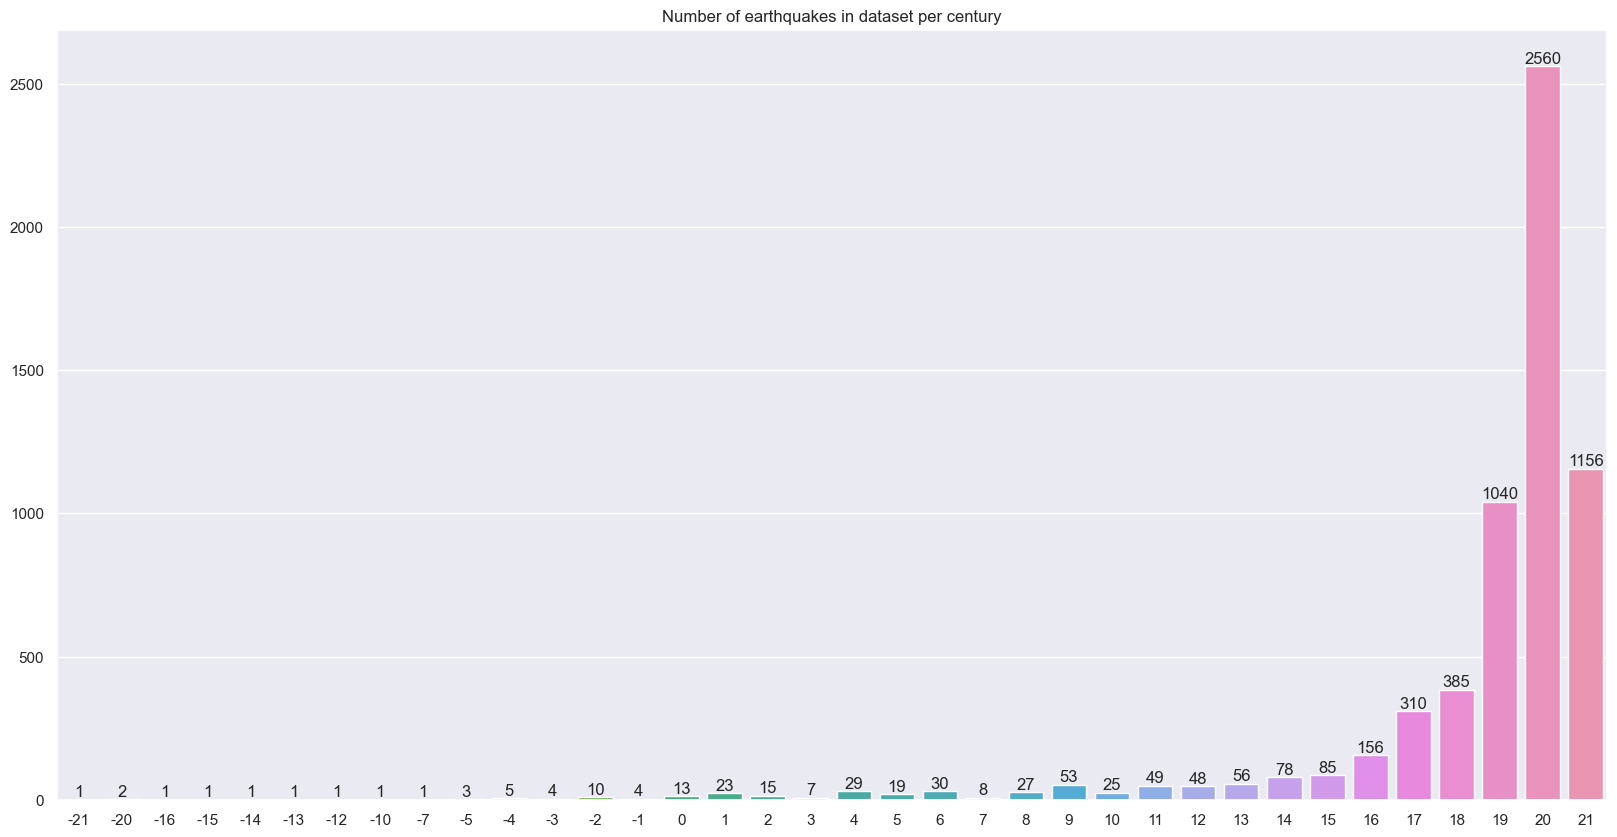 Number of earthquakes in dataset per century
2500
2000
1500
1000
500
0
1 2 1 1 1 1 1 1 1 3 5 4 10 4 13 23 15 7 29 19 30 8 27 53 25 49 48 56 78 85 156 310 385 1040 2560 1156
-21 -20 -16 -15 -14 -13 -12 -10 -7 -5 -4 -3 -2 -1 0 1 2 3 4 5 6 7 8 9 10 11 12 13 14 15 16 17 18 19 20 21